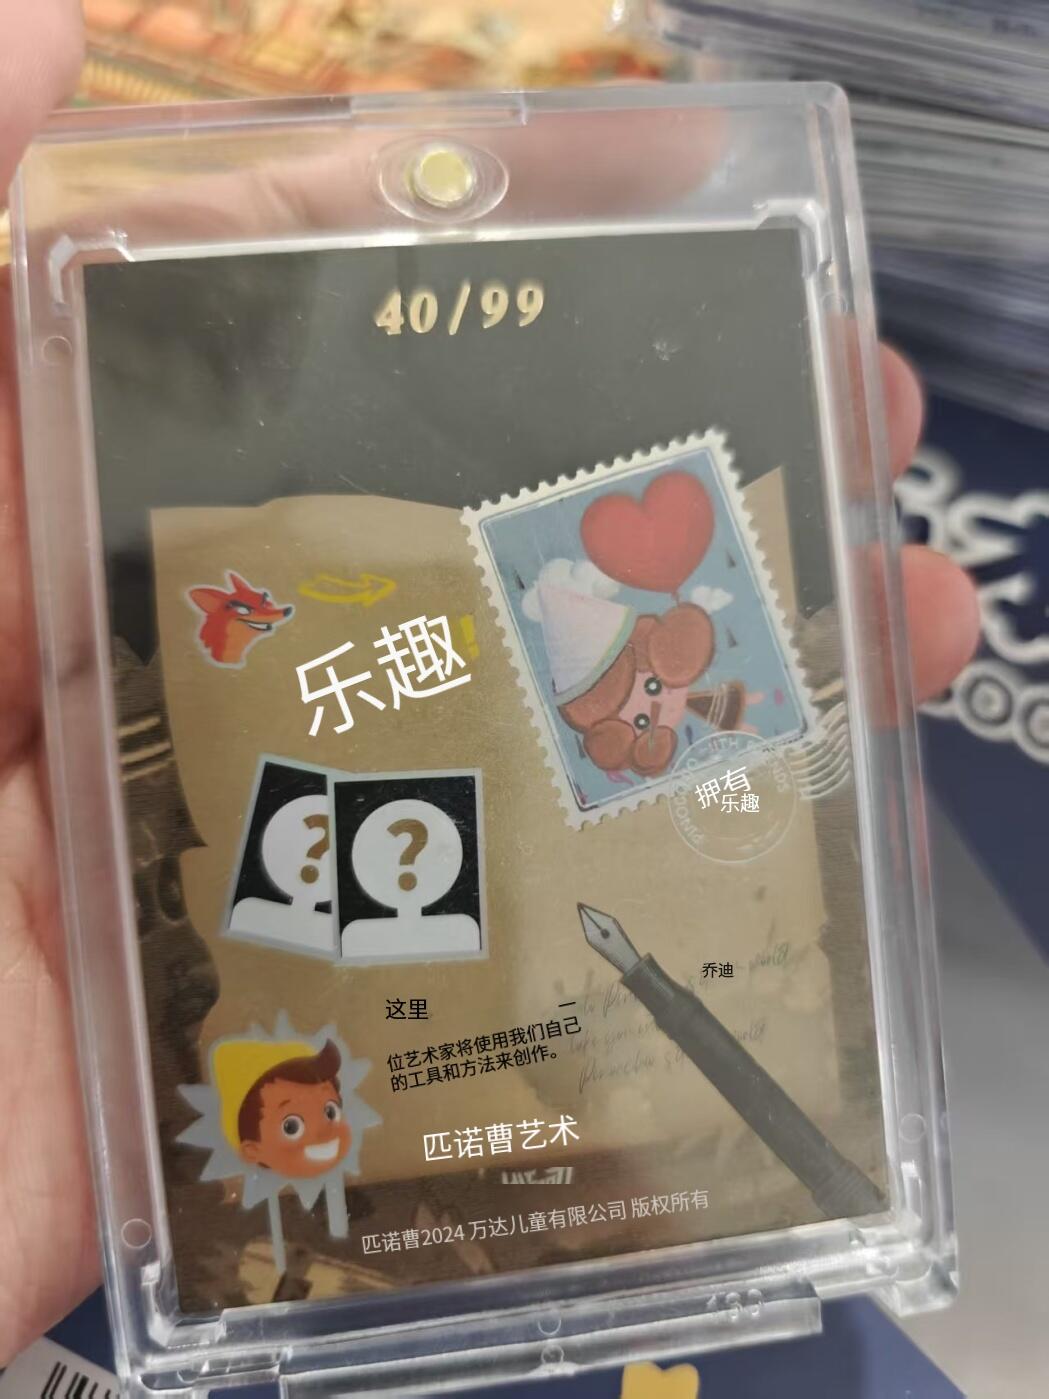 40/99
乐趣
!
?
?
拥有
乐趣
乔迪
这里
一
位艺术家将使用我们自己
的工具和方法来创作。
匹诺曹艺术
匹诺曹2024 万达儿童有限公司 版权所有